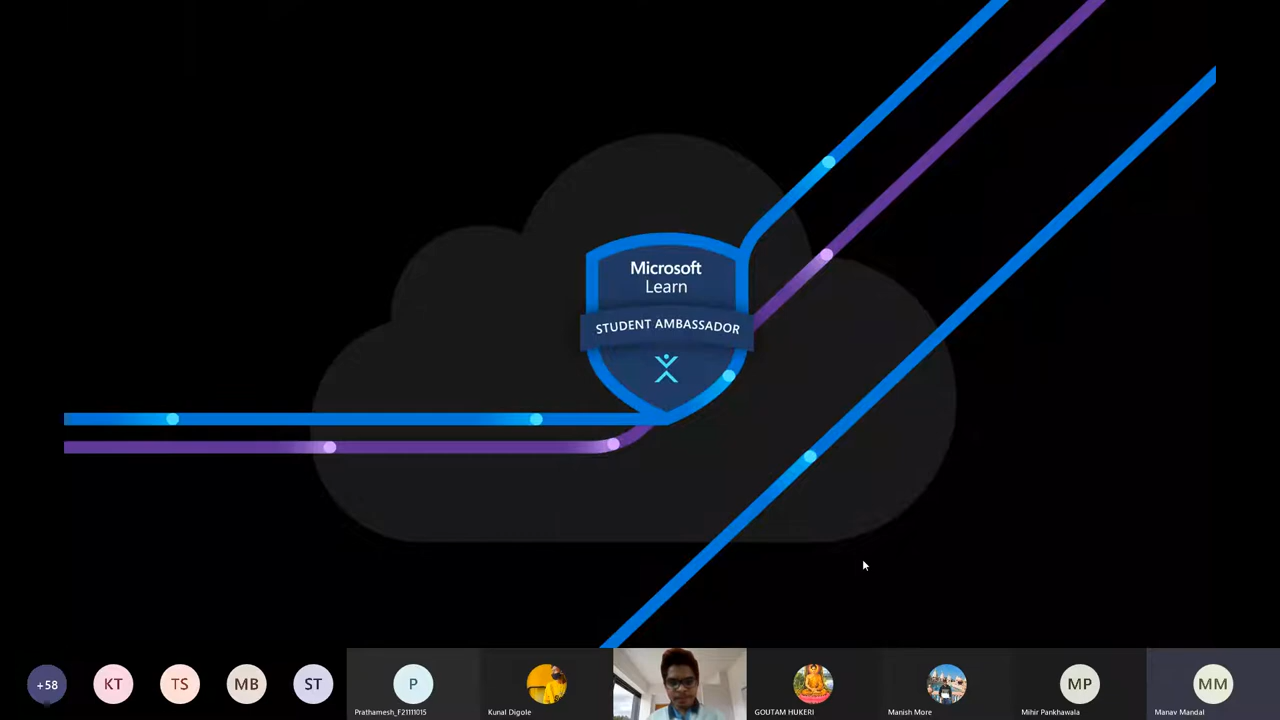 Microsoft
Learn
STUDENT AMBASSADOR
+58
KT
TS
MB
ST
P
Prathamesh_F21111015
Kunal Digole
GOUTAM HUKERI
Manish More
MP
Mihir Pankhawala
MM
Manav Mandal